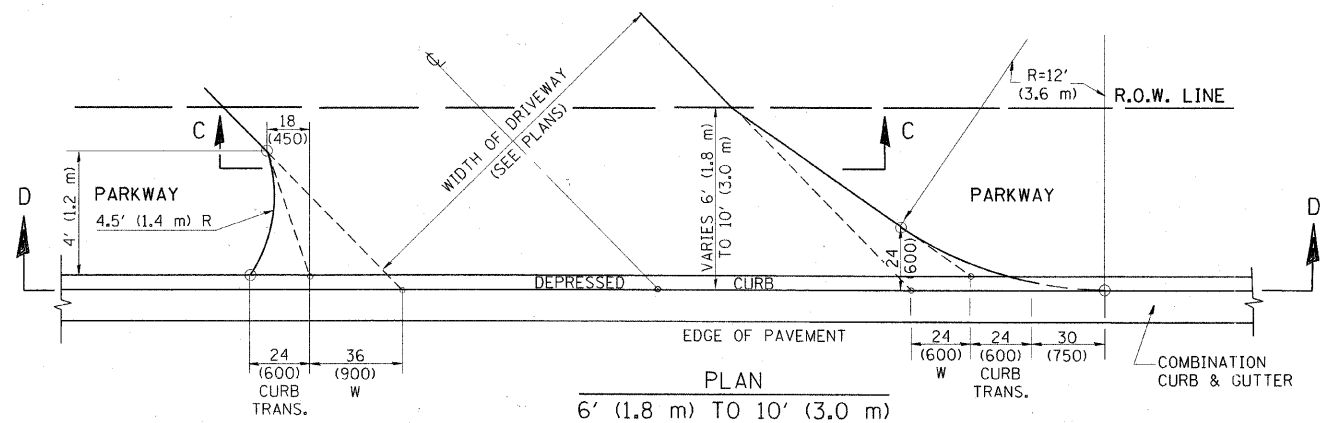 ℄
WIDTH OF DRIVEWAY
(SEE PLANS)
R=12'
(3.6 m)
R.O.W. LINE
C
18
(450)
C
VARIES 6' (1.8 m)
TO 10' (3.0 m)
4' (1.2 m)
PARKWAY
4.5' (1.4 m) R
PARKWAY
D
D
24
(600)
DEPRESSED CURB
EDGE OF PAVEMENT
24
(600)
CURB
TRANS.
36
(900)
W
24
(600)
W
24
(600)
CURB
TRANS.
30
(750)
COMBINATION
CURB & GUTTER
PLAN
6' (1.8 m) TO 10' (3.0 m)